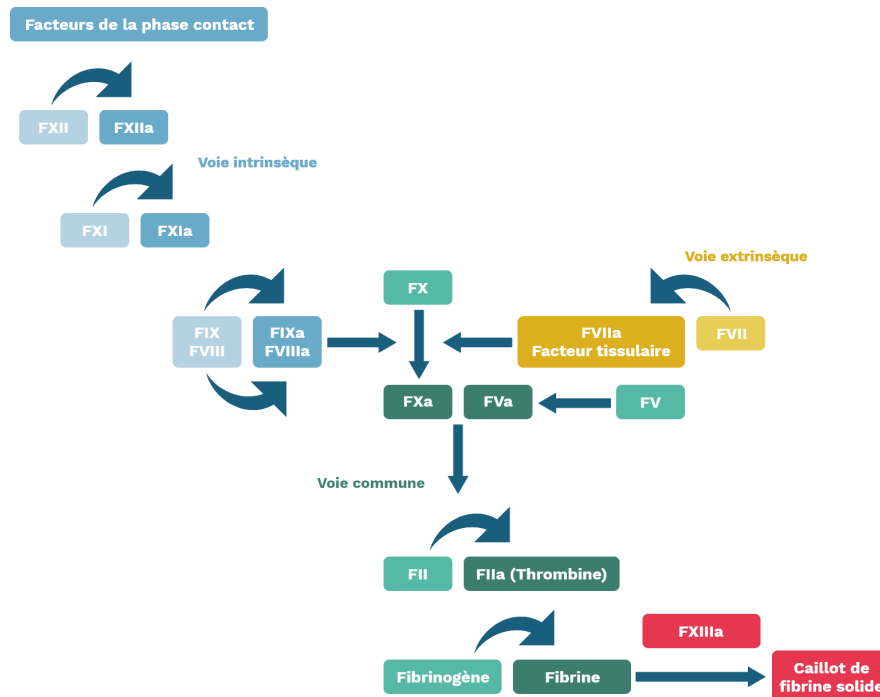 Facteurs de la phase contact
FXII
FXIIa
Voie intrinsèque
FXI
FXIa
Voie extrinsèque
FX
FIX
FVIII
FIXa
FVIIIa
FVIIa
Facteur tissulaire
FVII
FXa
FVa
FV
Voie commune
FII
FIIa (Thrombine)
FXIIIa
Fibrinogène
Fibrine
Caillot de
fibrine solide